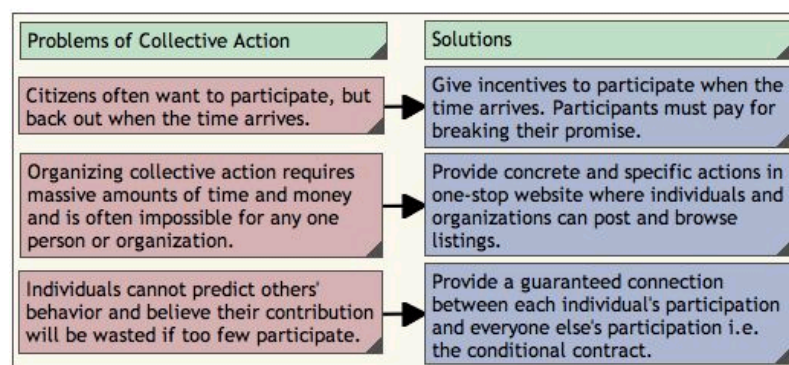 Problems of Collective Action
Solutions
Citizens often want to participate, but
back out when the time arrives.
Give incentives to participate when the
time arrives. Participants must pay for
breaking their promise.
Organizing collective action requires
massive amounts of time and money
and is often impossible for any one
person or organization.
Provide concrete and specific actions in
one-stop website where individuals and
organizations can post and browse
listings.
Individuals cannot predict others'
behavior and believe their contribution
will be wasted if too few participate.
Provide a guaranteed connection
between each individual's participation
and everyone else's participation i.e.
the conditional contract.